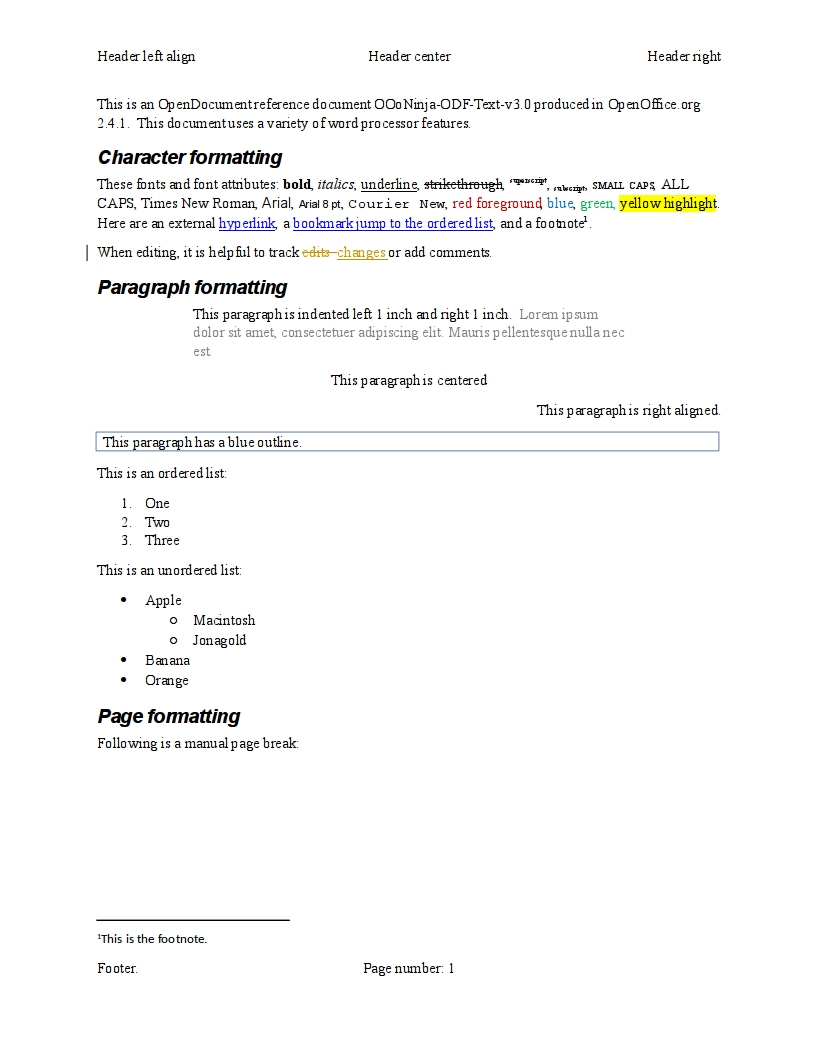 Header left align Header center Header right
This is an OpenDocument reference document OOoNinja-ODF-Text-v3.0 produced in OpenOffice.org
2.4.1. This document uses a variety of word processor features.
Character formatting
These fonts and font attributes: bold, italics, underline, strikethrough, superscript, subscript, SMALL CAPS, ALL
CAPS, Times New Roman, Arial, Arial 8 pt, Courier New, red foreground, blue, green, yellow highlight.
Here are an external hyperlink, a bookmark jump to the ordered list, and a footnote¹.
When editing, it is helpful to track edits changes or add comments.
Paragraph formatting
This paragraph is indented left 1 inch and right 1 inch. Lorem ipsum
dolor sit amet, consectetuer adipiscing elit. Mauris pellentesque nulla nec
est.
This paragraph is centered
This paragraph is right aligned.
This paragraph has a blue outline.
This is an ordered list:
1. One
2. Two
3. Three
This is an unordered list:
• Apple
o Macintosh
o Jonagold
• Banana
• Orange
Page formatting
Following is a manual page break:
¹This is the footnote.
Footer. Page number: 1